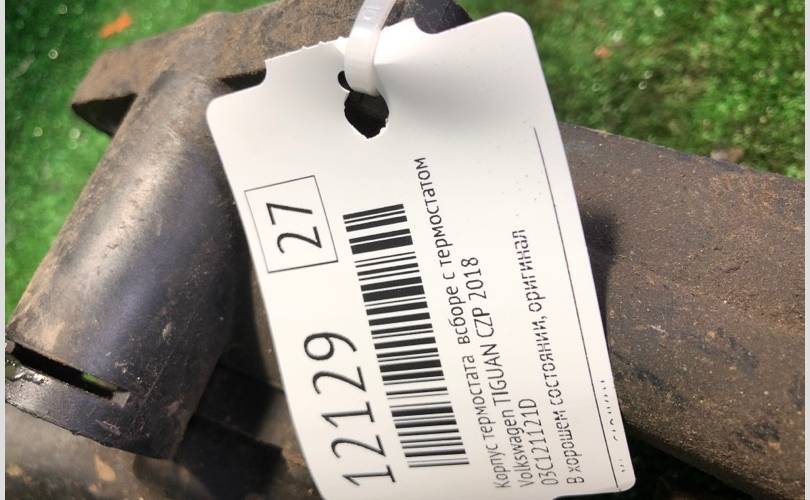 27
12129
Корпус термостата всборе с термостатом
Volkswagen TIGUAN CZP 2018
03C121121D
В хорошем состоянии, оригинал